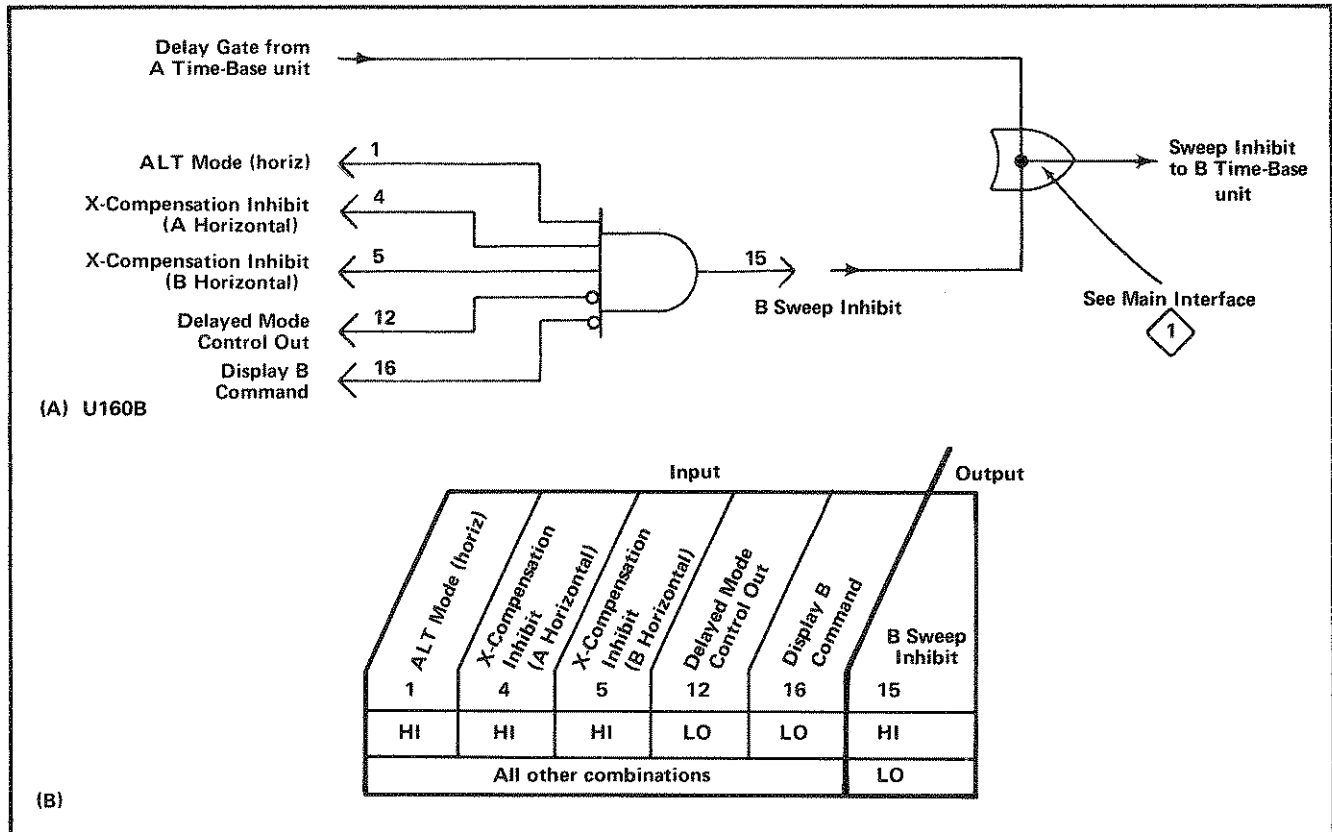 Delay Gate from
A Time-Base unit
ALT Mode (horiz)
1
X-Compensation Inhibit
(A Horizontal)
4
X-Compensation Inhibit
(B Horizontal)
5
Delayed Mode
Control Out
12
Display B
Command
16
15
B Sweep Inhibit
Sweep Inhibit
to B Time-Base
unit
See Main Interface
1
(A) U160B
Input
Output
ALT Mode (horiz)
X-Compensation
Inhibit
(A Horizontal)
X-Compensation
Inhibit
(B Horizontal)
Delayed Mode
Control Out
Display B
Command
B Sweep
Inhibit
1 4 5 12 16 15
HI HI HI LO LO HI
All other combinations LO
(B)